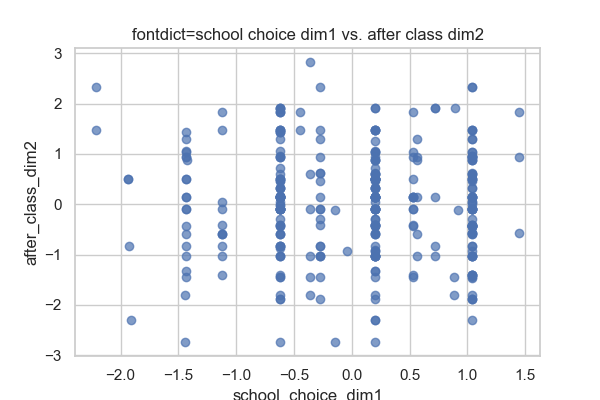 fontdict=school choice dim1 vs. after class dim2
3
2
1
0
−1
−2
−3
after_class_dim2
−2.0 −1.5 −1.0 −0.5 0.0 0.5 1.0 1.5
school_choice_dim1